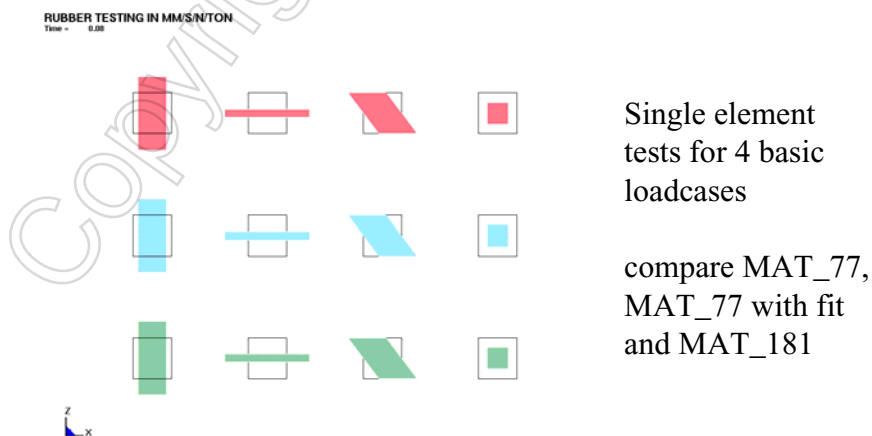 RUBBER TESTING IN MM/S/N/TON
Time = 0.08
Single element
tests for 4 basic
loadcases
compare MAT_77,
MAT_77 with fit
and MAT_181
Z
X
Copyrig